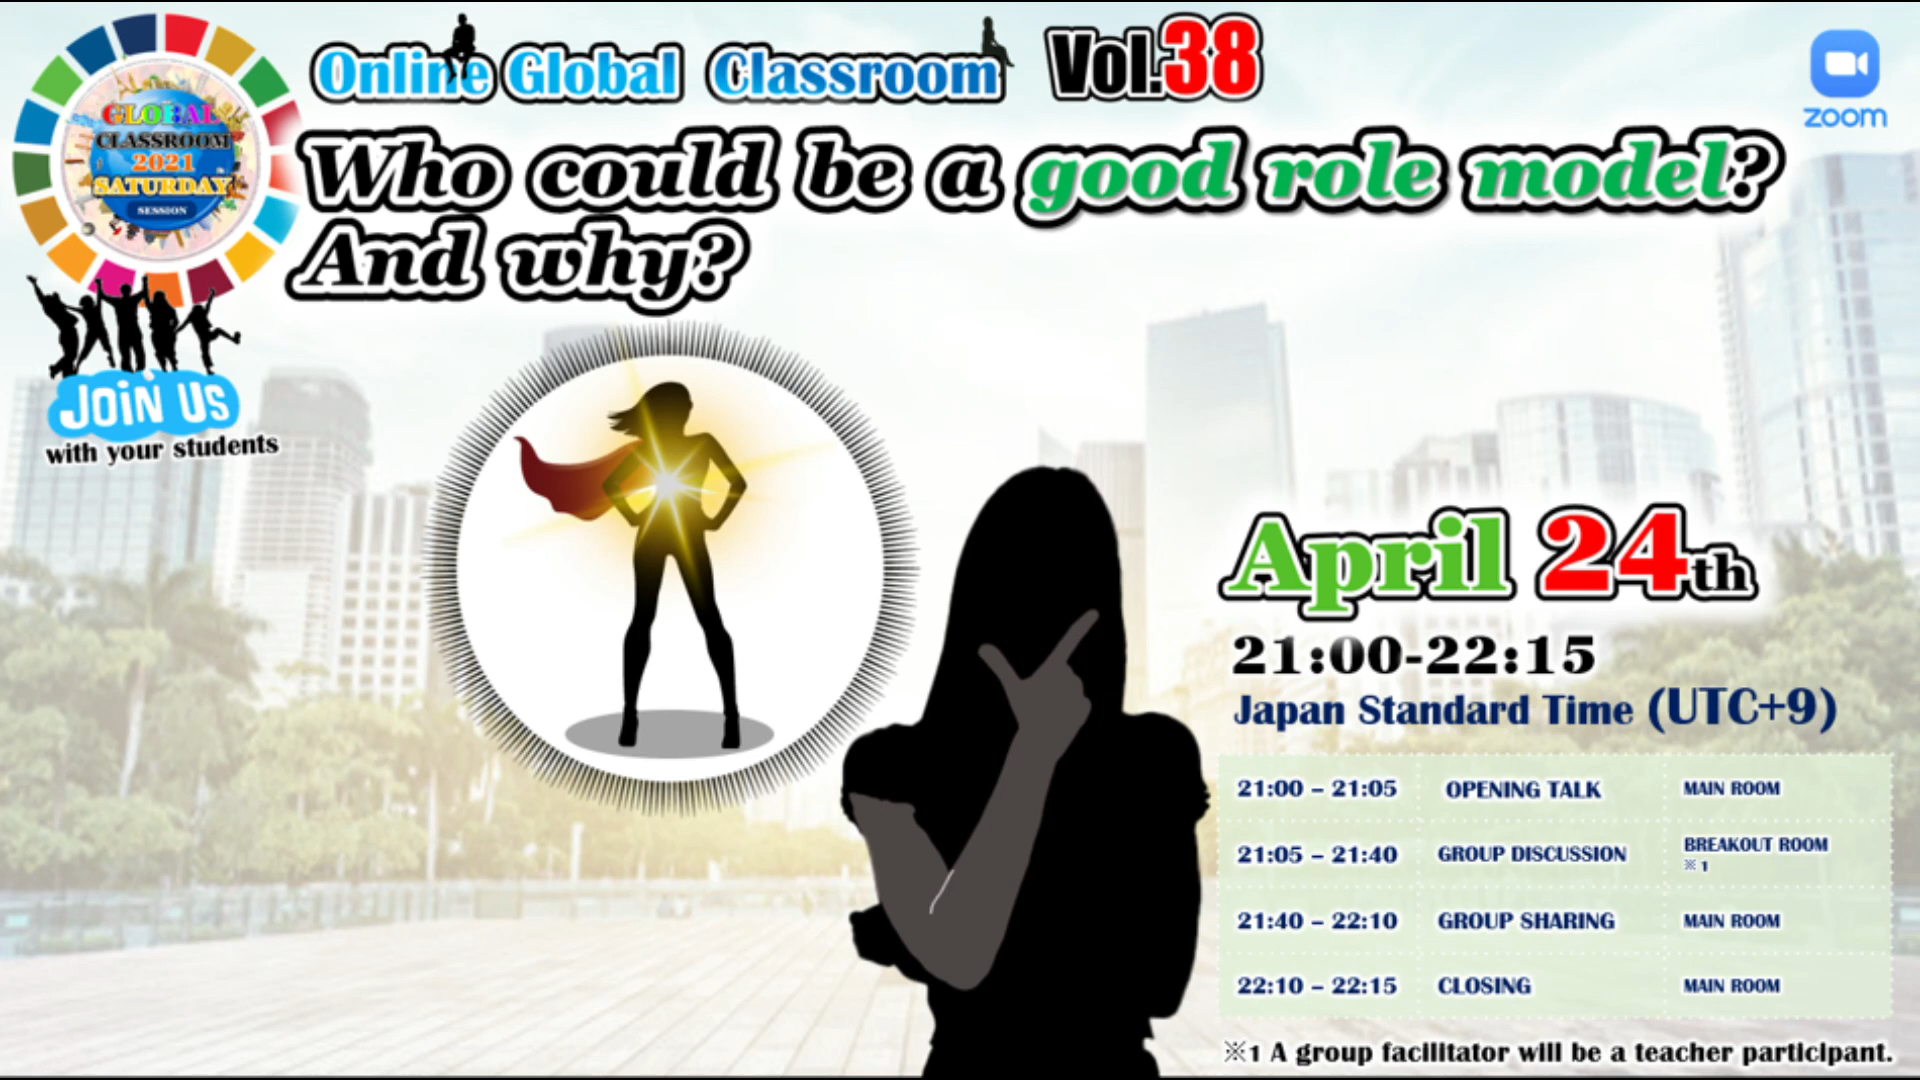 Online Global Classroom Vol.38
zoom
GLOBAL
CLASSROOM
2021
SATURDAY
SESSION
Who could be a good role model?
And why?
JOIN US
with your students
April 24th
21:00-22:15
Japan Standard Time (UTC+9)
21:00 – 21:05 OPENING TALK MAIN ROOM
21:05 – 21:40 GROUP DISCUSSION BREAKOUT ROOM
※1
21:40 – 22:10 GROUP SHARING MAIN ROOM
22:10 – 22:15 CLOSING MAIN ROOM
※1 A group facilitator will be a teacher participant.